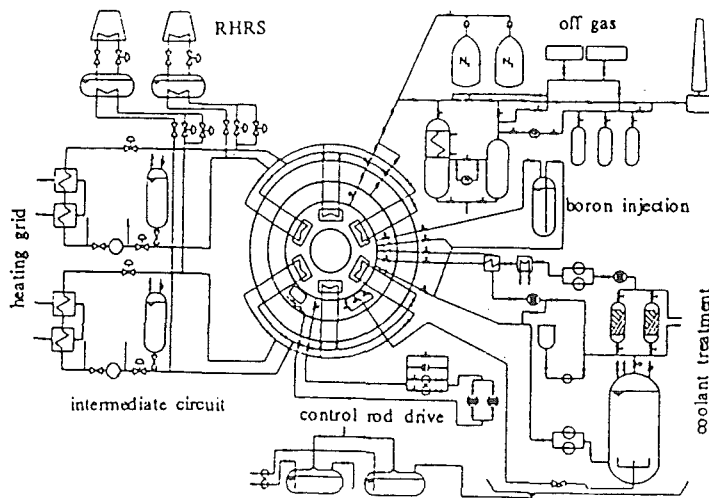 RHRS
off gas
N₂ N₂
boron injection
heating grid
coolant treatment
intermediate circuit
control rod drive